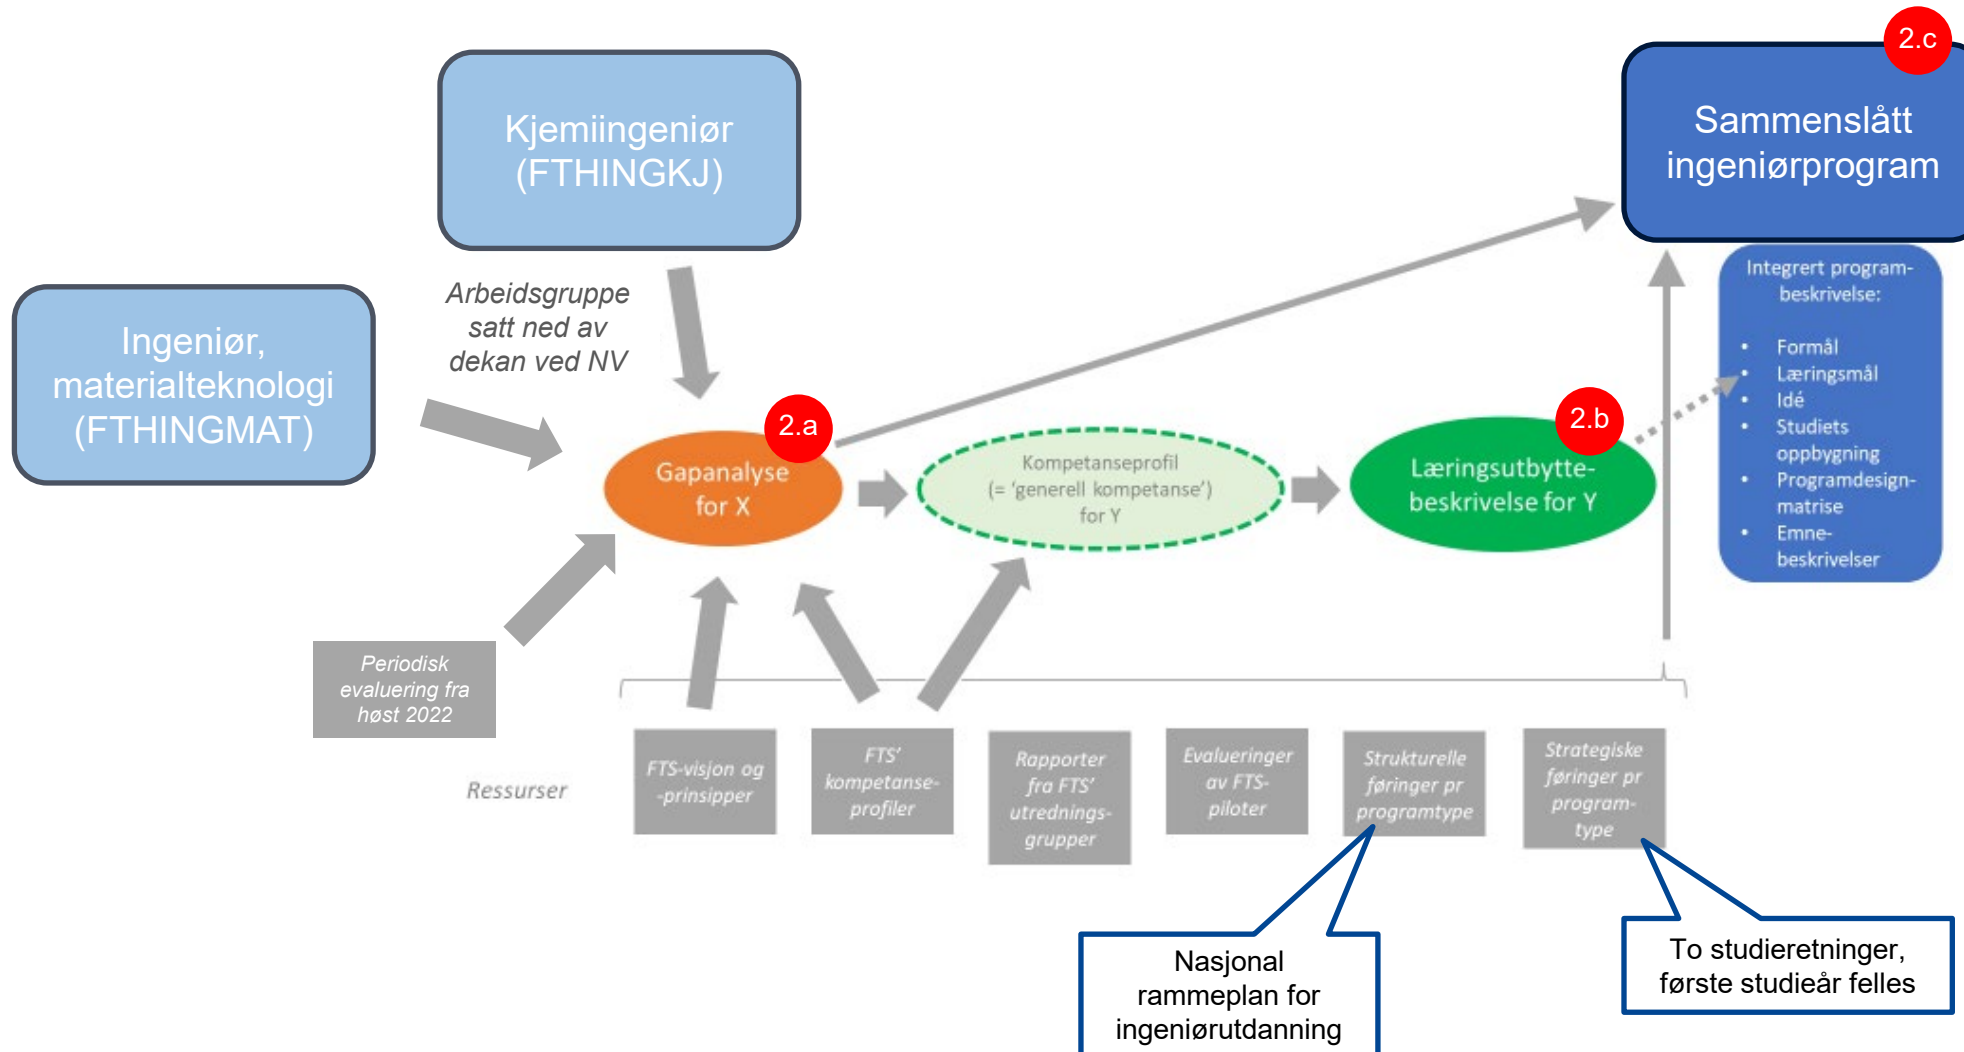 2.c
Kjemiingeniør
(FTHINGKJ)
Sammenslått
ingeniørprogram
Arbeidsgruppe
satt ned av
dekan ved NV
Ingeniør,
materialteknologi
(FTHINGMAT)
Integrert program-
beskrivelse:
• Formål
• Læringsmål
• Idé
• Studiets
oppbygning
• Programdesign-
matrise
• Emne-
beskrivelser
2.a
Gapanalyse
for X
Kompetanseprofil
(= ‘generell kompetanse’)
for Y
2.b
Læringsutbytte-
beskrivelse for Y
Periodisk
evaluering fra
høst 2022
Ressurser
FTS-visjon og
-prinsipper
FTS’
kompetanse-
profiler
Rapporter
fra FTS’
utrednings-
grupper
Evalueringer
av FTS-
piloter
Strukturelle
føringer pr
programtype
Strategiske
føringer pr
program-
type
Nasjonal
rammeplan for
ingeniørutdanning
To studieretninger,
første studieår felles